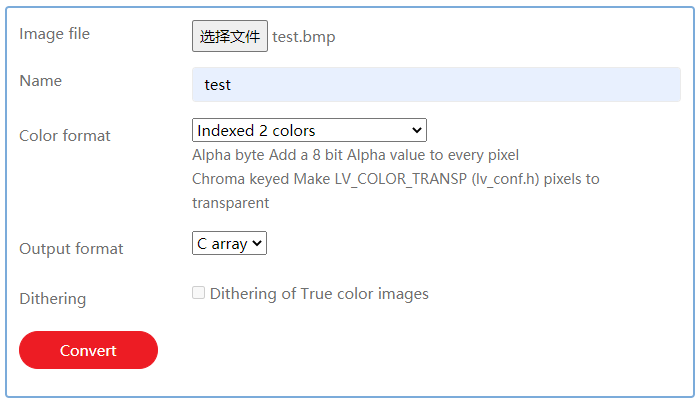 Image file 选择文件 test.bmp
Name test
Color format Indexed 2 colors
Alpha byte Add a 8 bit Alpha value to every pixel
Chroma keyed Make LV_COLOR_TRANSP (lv_conf.h) pixels to
transparent
Output format C array
Dithering Dithering of True color images
Convert